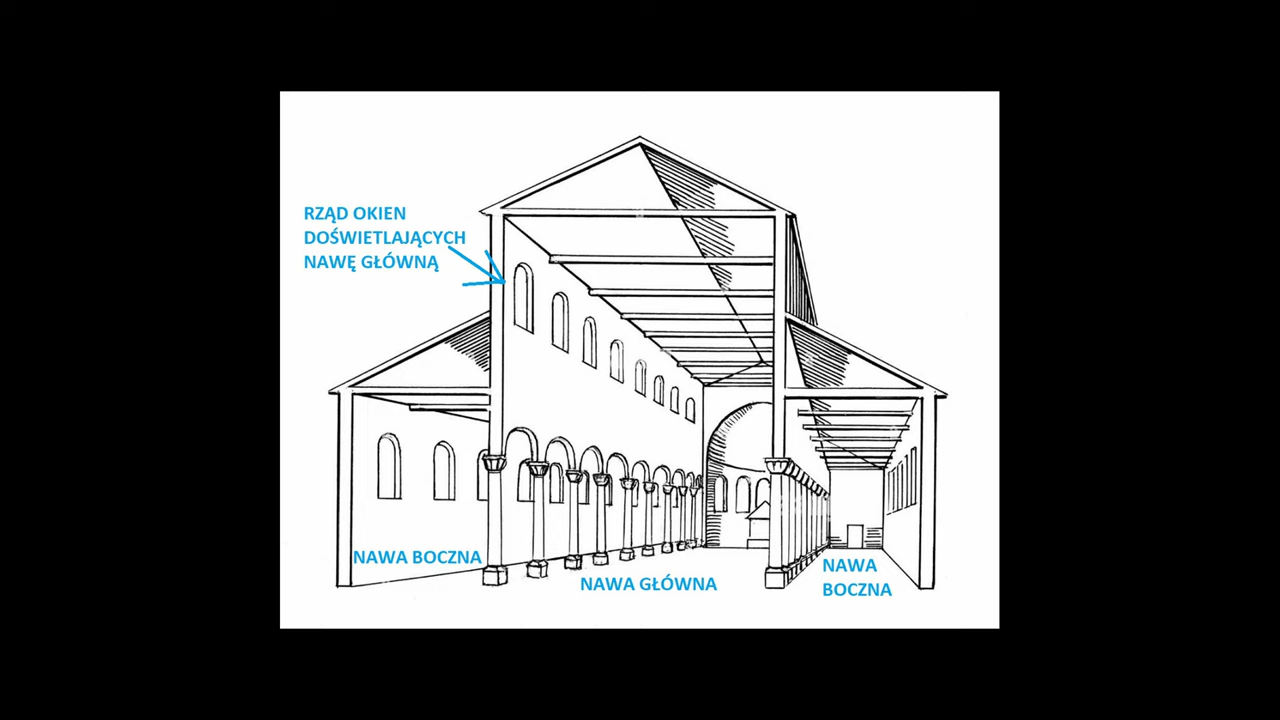 RZĄD OKIEN
DOŚWIETLAJĄCYCH
NAWĘ GŁÓWNĄ
NAWA BOCZNA
NAWA GŁÓWNA
NAWA
BOCZNA